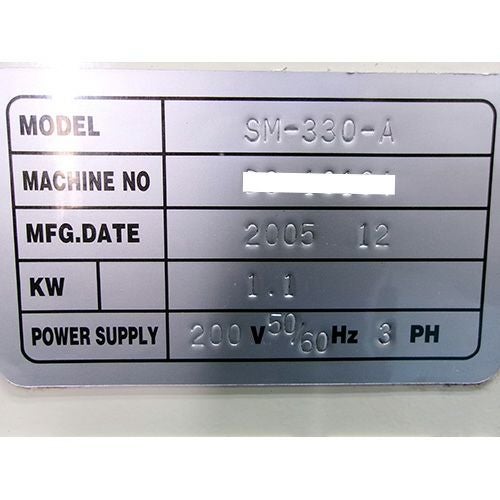 MODEL SM-330-A
MACHINE NO
MFG.DATE 2005 12
KW 1.1
POWER SUPPLY 200 V 50/60 Hz 3 PH